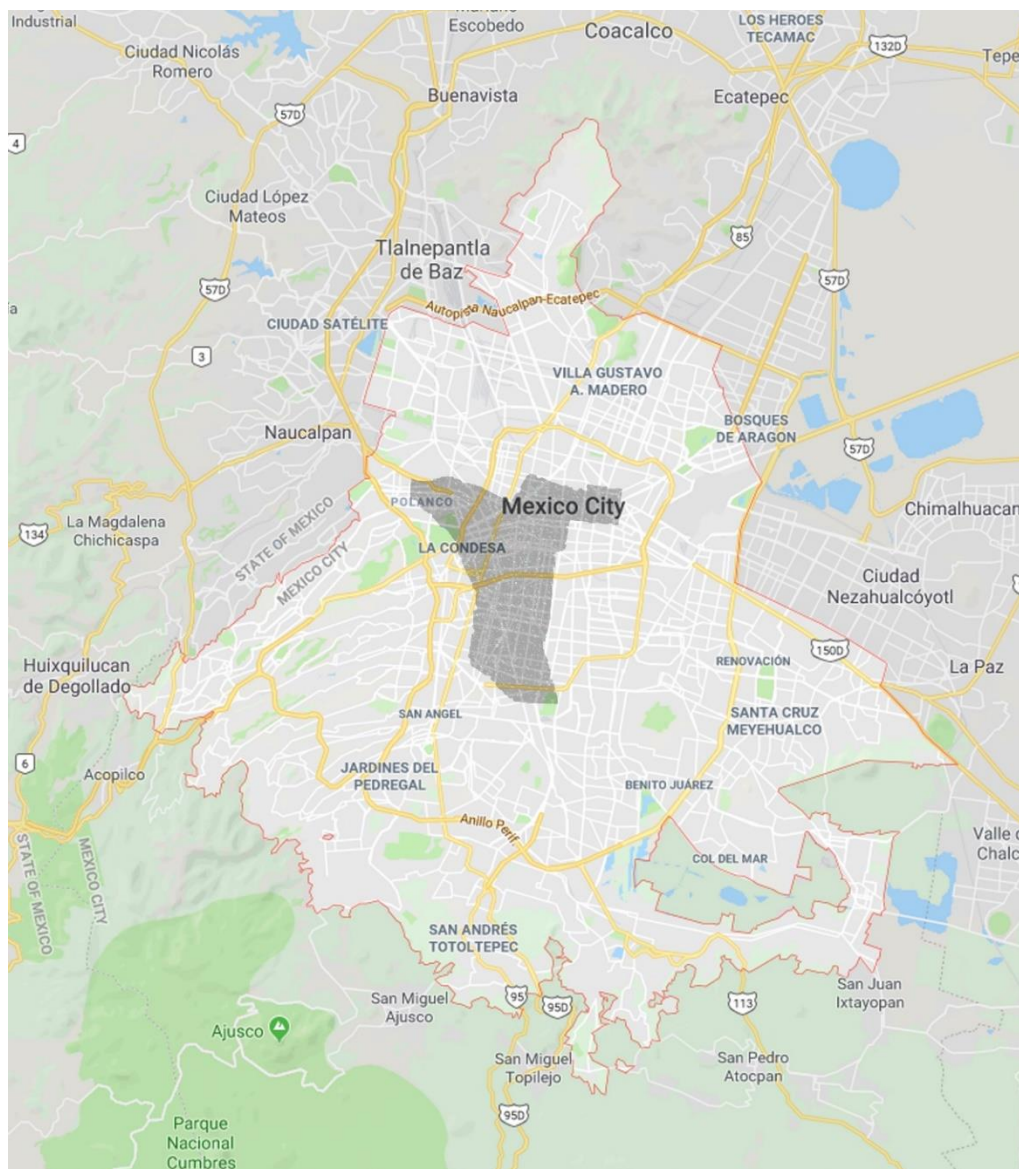 Industrial
Escobedo
Coacalco
LOS HEROES
TECAMAC
132D
Ciudad Nicolás
Romero
57D
Buenavista
Ecatepec
4
Ciudad López
Mateos
Tlalnepantla
de Baz
85
57D
57D
Autopista Naucalpan-Ecatepec
CIUDAD SATÉLITE
3
VILLA GUSTAVO
A. MADERO
BOSQUES
DE ARAGON
Naucalpan
57D
POLANCO
Mexico City
Chimalhuacan
134
La Magdalena
Chichicaspa
STATE OF MEXICO
MEXICO CITY
LA CONDESA
Ciudad
Nezahualcóyotl
Huixquilucan
de Degollado
RENOVACIÓN
150D
La Paz
SAN ANGEL
SANTA CRUZ
MEYEHUALCO
6
Acopilco
JARDINES DEL
PEDREGAL
BENITO JUÁREZ
Anillo Perif.
COL DEL MAR
STATE OF MEXICO
MEXICO CITY
SAN ANDRÉS
TOTOLTEPEC
San Miguel
Ajusco
95
95D
113
San Juan
Ixtayopan
Ajusco
San Miguel
Topilejo
San Pedro
Atocpan
95D
Parque
Nacional
Cumbres